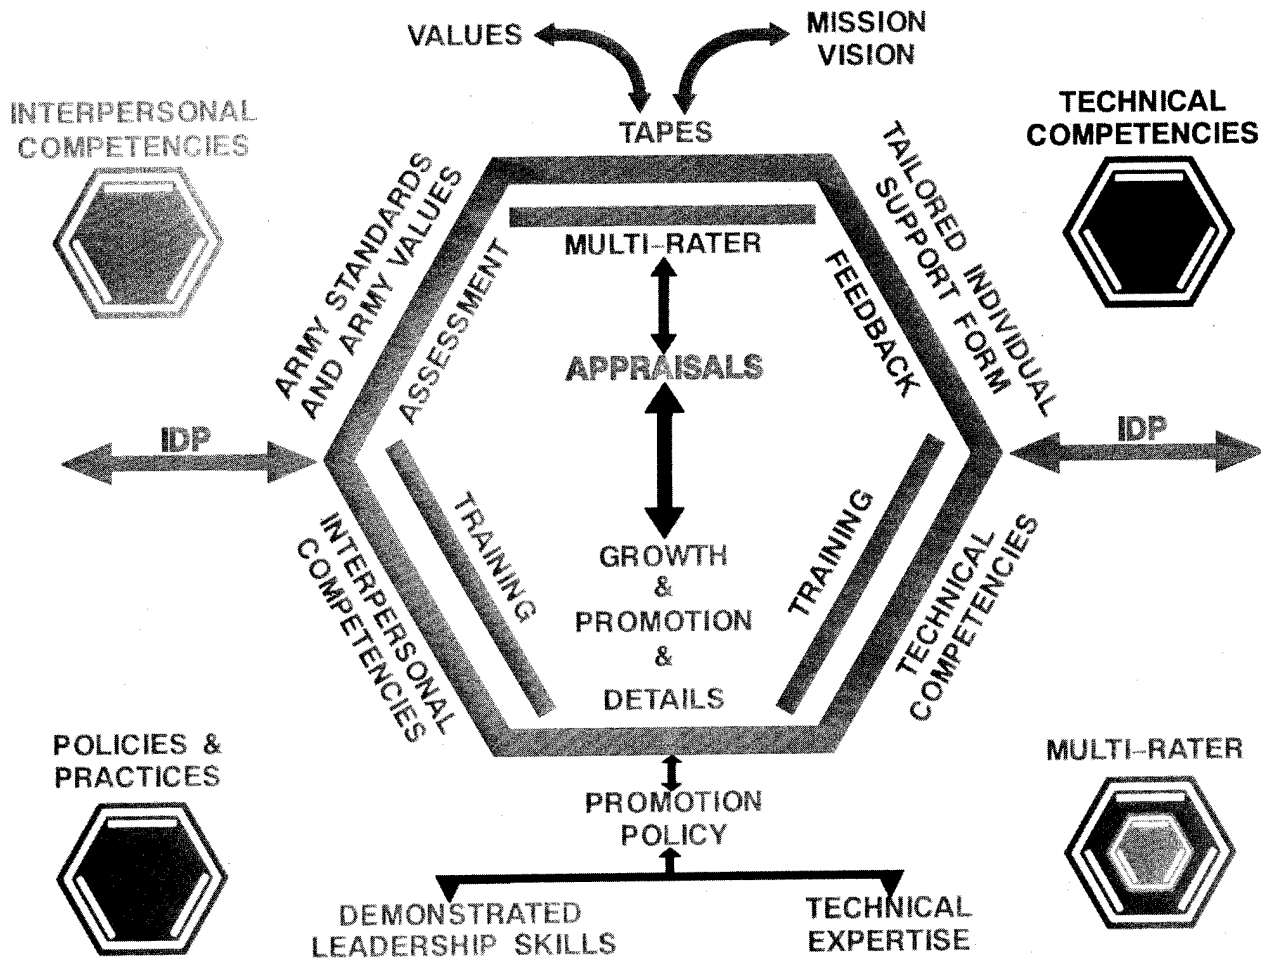 VALUES
MISSION
VISION
INTERPERSONAL
COMPETENCIES
TECHNICAL
COMPETENCIES
TAPES
ARMY STANDARDS
AND ARMY VALUES
TAILORED INDIVIDUAL
SUPPORT FORM
ASSESSMENT
MULTI-RATER
FEEDBACK
APPRAISALS
IDP
IDP
INTERPERSONAL
COMPETENCIES
TRAINING
GROWTH
&
PROMOTION
&
DETAILS
TRAINING
TECHNICAL
COMPETENCIES
POLICIES &
PRACTICES
MULTI-RATER
PROMOTION
POLICY
DEMONSTRATED
LEADERSHIP SKILLS
TECHNICAL
EXPERTISE